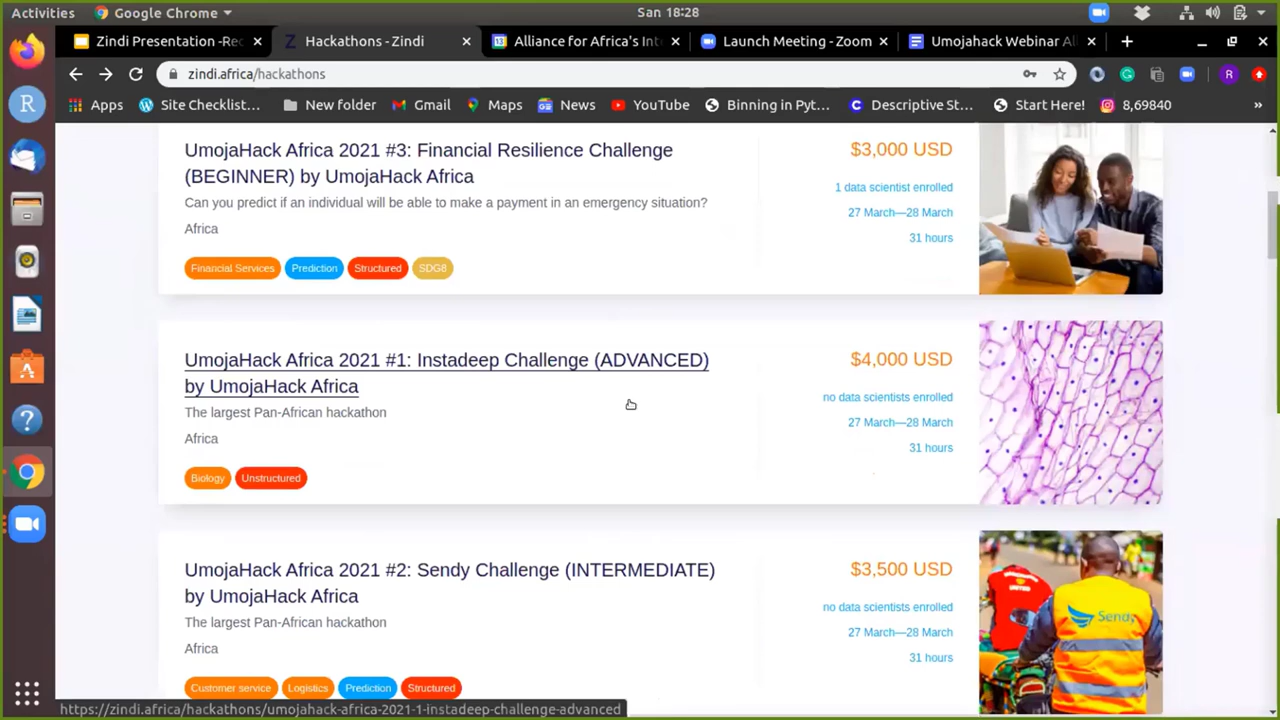 Activities
Google Chrome
San 18:28
Zindi Presentation -Rec
Hackathons - Zindi
Alliance for Africa's Int
Launch Meeting - Zoom
Umojahack Webinar Al
zindi.africa/hackathons
R
Apps
Site Checklist...
New folder
Gmail
Maps
News
YouTube
Binning in Pyt...
Descriptive St...
Start Here!
8,69840
»
UmojaHack Africa 2021 #3: Financial Resilience Challenge
(BEGINNER) by UmojaHack Africa
Can you predict if an individual will be able to make a payment in an emergency situation?
Africa
Financial Services
Prediction
Structured
SDG8
$3,000 USD
1 data scientist enrolled
27 March—28 March
31 hours
UmojaHack Africa 2021 #1: Instadeep Challenge (ADVANCED)
by UmojaHack Africa
The largest Pan-African hackathon
Africa
Biology
Unstructured
$4,000 USD
no data scientists enrolled
27 March—28 March
31 hours
UmojaHack Africa 2021 #2: Sendy Challenge (INTERMEDIATE)
by UmojaHack Africa
The largest Pan-African hackathon
Africa
Customer service
Logistics
Prediction
Structured
$3,500 USD
no data scientists enrolled
27 March—28 March
31 hours
Sendy
https://zindi.africa/hackathons/umojahack-africa-2021-1-instadeep-challenge-advanced